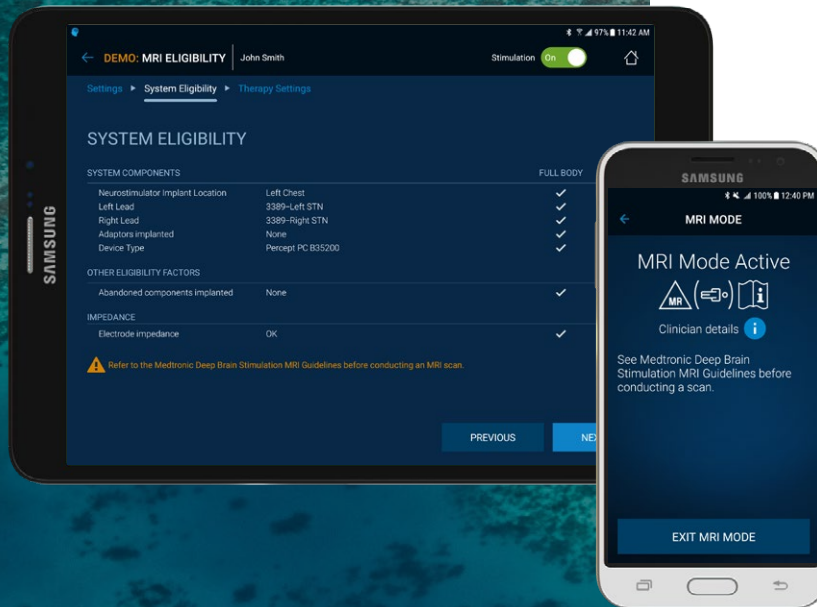 97% 11:42 AM
DEMO: MRI ELIGIBILITY John Smith Stimulation On
Settings ▸ System Eligibility ▸ Therapy Settings
SYSTEM ELIGIBILITY
SYSTEM COMPONENTS FULL BODY
Neurostimulator Implant Location Left Chest
Left Lead 3389–Left STN
Right Lead 3389–Right STN
Adaptors implanted None
Device Type Percept PC B35200
OTHER ELIGIBILITY FACTORS
Abandoned components implanted None
IMPEDANCE
Electrode impedance OK
Refer to the Medtronic Deep Brain Stimulation MRI Guidelines before conducting an MRI scan.
PREVIOUS
SAMSUNG
SAMSUNG
100% 12:40 PM
MRI MODE
MRI Mode Active
MR i
Clinician details i
See Medtronic Deep Brain
Stimulation MRI Guidelines before
conducting a scan.
EXIT MRI MODE